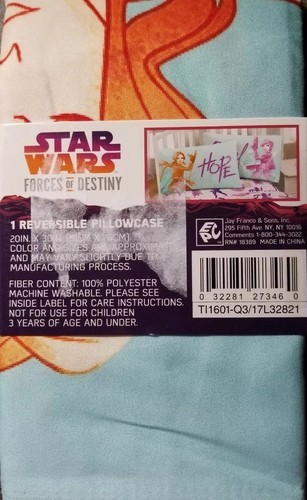 STAR
WARS
FORCES OF DESTINY
HOPE
1 REVERSIBLE PILLOWCASE
20IN. X 30IN.
COLOR AND SIZES ARE APPROXIMATE
AND MAY VARY SLIGHTLY DUE TO
MANUFACTURING PROCESS.
FIBER CONTENT: 100% POLYESTER
MACHINE WASHABLE. PLEASE SEE
INSIDE LABEL FOR CARE INSTRUCTIONS.
NOT FOR USE FOR CHILDREN
3 YEARS OF AGE AND UNDER.
Jay Franco & Sons, Inc.
295 Fifth Ave. NY, NY 10016
Comments 1-800-344-3022
RN# 18389 MADE IN CHINA
0 32281 27346 0
TI1601-Q3/17L32821